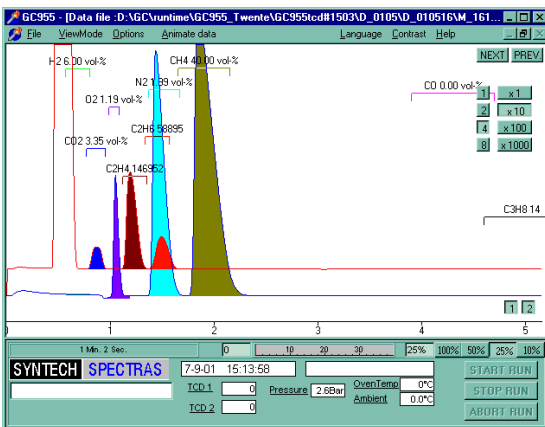 GC955 - [Data file :D:\GC\runtime\GC955_Twente\GC955tcd#1503\D_0105\D_010516\M_161...
File ViewMode Options Animate data Language Contrast Help
NEXT PREV
H2 6.00 vol-%
CH4 40.00 vol-%
N2 1.99 vol-%
CO 0.00 vol-%
O2 1.19 vol-%
1 x 1
2 x 10
C2H6 58895
4 x 100
CO2 3.35 vol-%
8 x 1000
C2H4 146952
C3H8 14
1 2
0 1 2 3 4 5
1 Min. 2 Sec. 0 10 20 30 25% 100% 50% 25% 10%
SYNTECH SPECTRAS 7-9-01 15:13:58 START RUN
TCD 1 0 Pressure 2.6Bar OvenTemp 0°C STOP RUN
Ambient 0.0°C
TCD 2 0 ABORT RUN